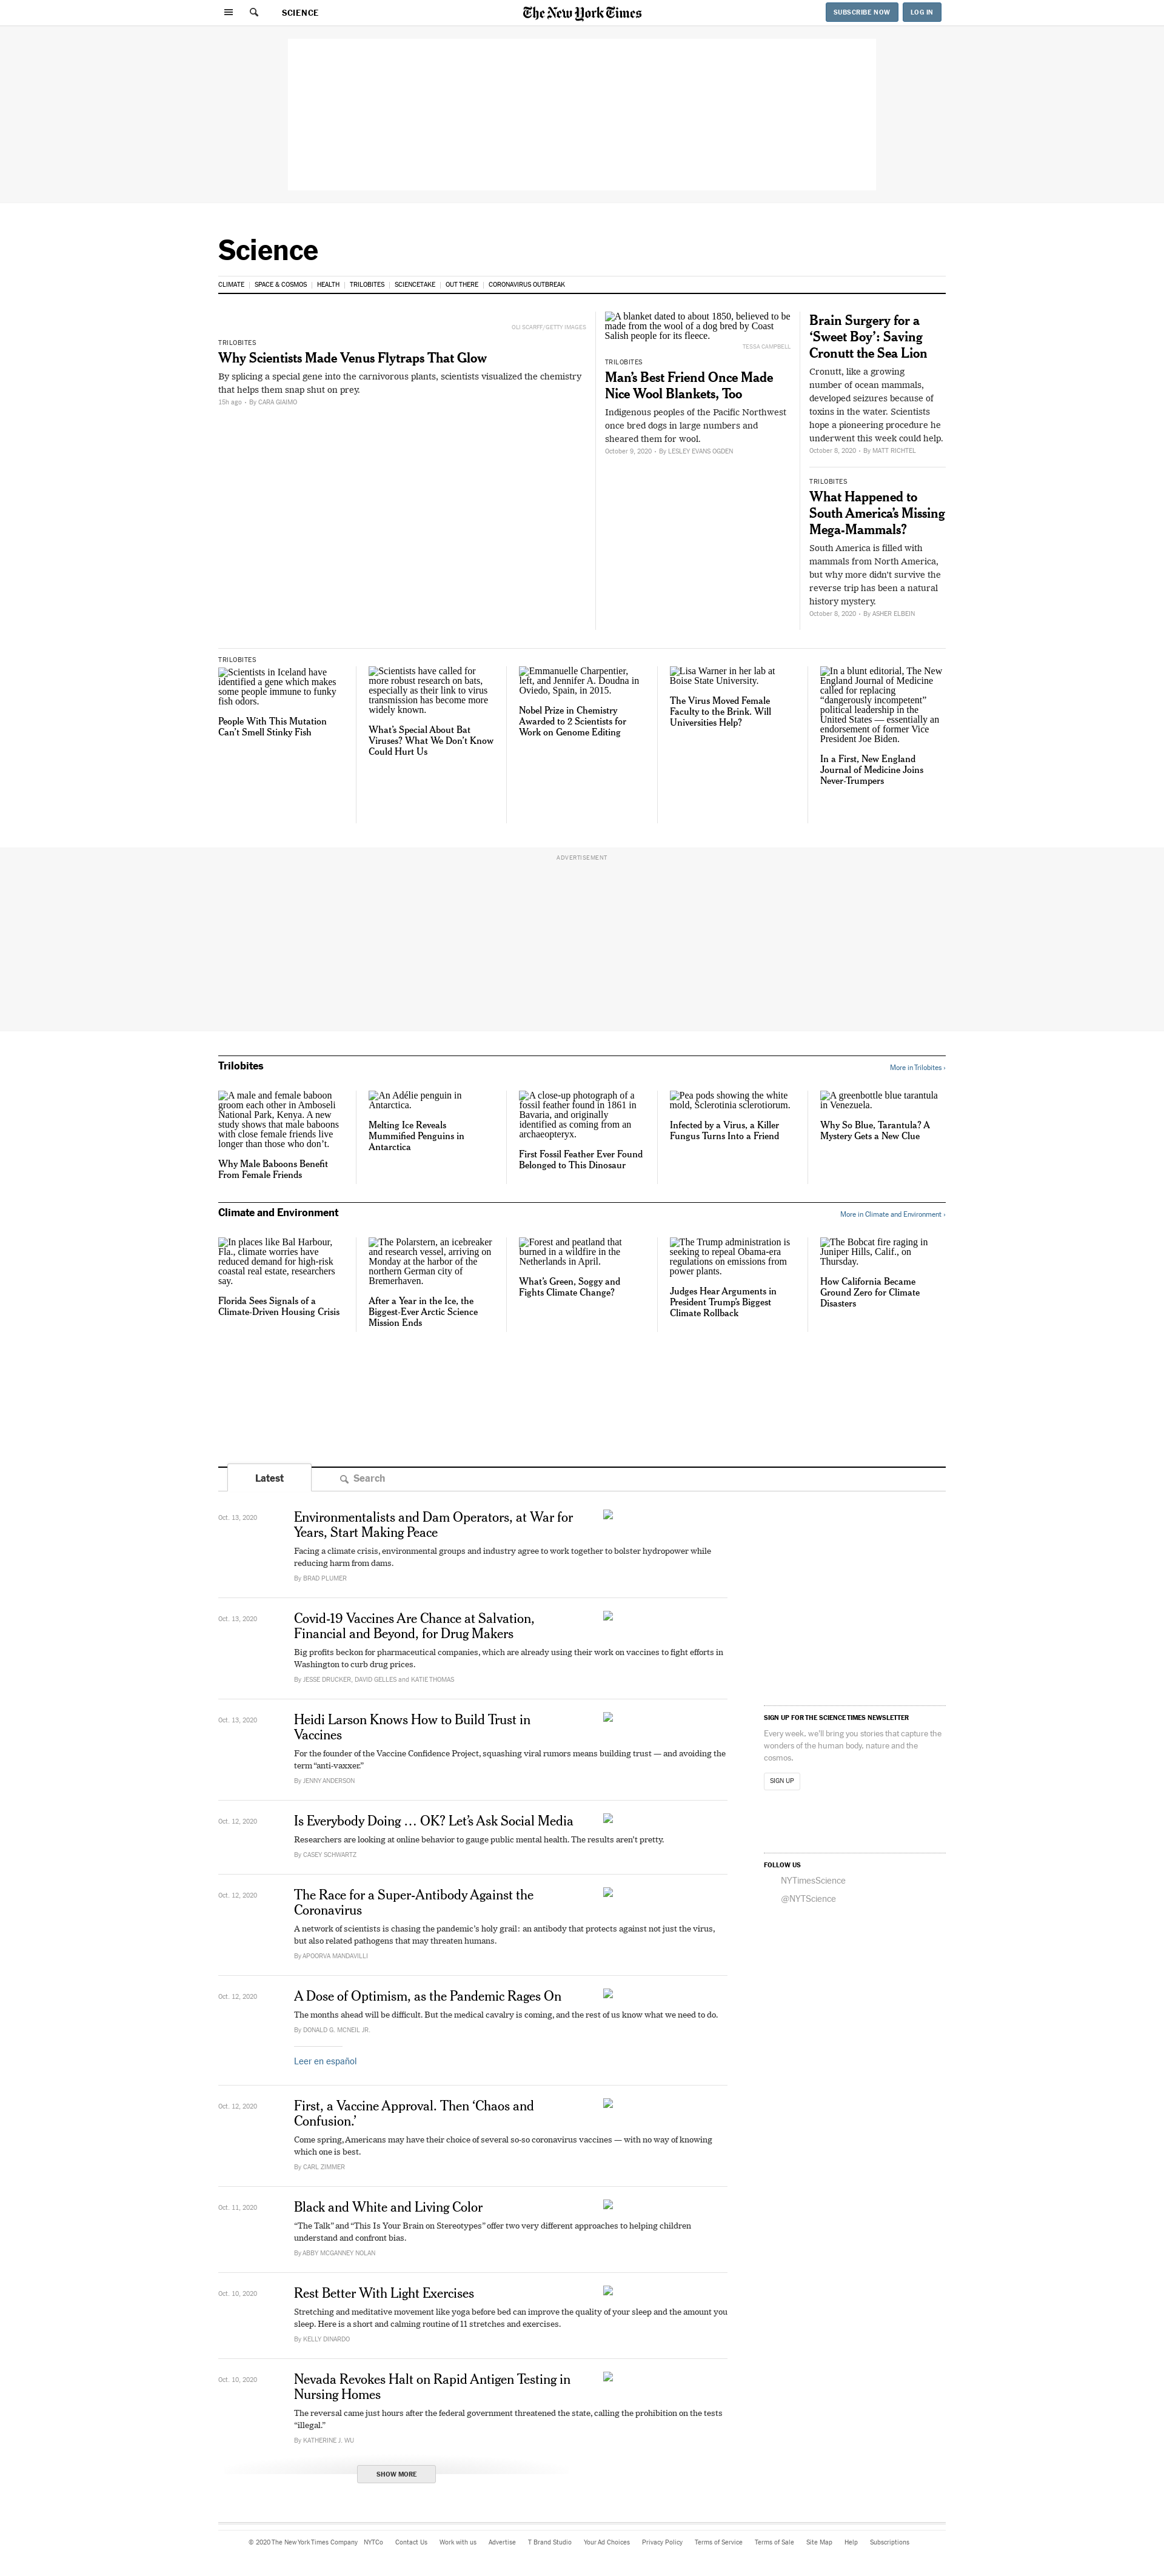 SCIENCE
The New York Times
SUBSCRIBE NOW
LOG IN
Science
CLIMATE
SPACE & COSMOS
HEALTH
TRILOBITES
SCIENCETAKE
OUT THERE
CORONAVIRUS OUTBREAK
OLI SCARFF/GETTY IMAGES
TRILOBITES
Why Scientists Made Venus Flytraps That Glow
By splicing a special gene into the carnivorous plants, scientists visualized the chemistry
that helps them snap shut on prey.
15h ago • By CARA GIAIMO
A blanket dated to about 1850, believed to be
made from the wool of a dog bred by Coast
Salish people for its fleece.
TESSA CAMPBELL
TRILOBITES
Man's Best Friend Once Made
Nice Wool Blankets, Too
Indigenous peoples of the Pacific Northwest
once bred dogs in large numbers and
sheared them for wool.
October 9, 2020 • By LESLEY EVANS OGDEN
Brain Surgery for a
‘Sweet Boy’: Saving
Cronutt the Sea Lion
Cronutt, like a growing
number of ocean mammals,
developed seizures because of
toxins in the water. Scientists
hope a pioneering procedure he
underwent this week could help.
October 8, 2020 • By MATT RICHTEL
TRILOBITES
What Happened to
South America’s Missing
Mega-Mammals?
South America is filled with
mammals from North America,
but why more didn't survive the
reverse trip has been a natural
history mystery.
October 8, 2020 • By ASHER ELBEIN
TRILOBITES
Scientists in Iceland have
identified a gene which makes
some people immune to funky
fish odors.
People With This Mutation
Can’t Smell Stinky Fish
Scientists have called for
more robust research on bats,
especially as their link to virus
transmission has become more
widely known.
What’s Special About Bat
Viruses? What We Don’t Know
Could Hurt Us
Emmanuelle Charpentier,
left, and Jennifer A. Doudna in
Oviedo, Spain, in 2015.
Nobel Prize in Chemistry
Awarded to 2 Scientists for
Work on Genome Editing
Lisa Warner in her lab at
Boise State University.
The Virus Moved Female
Faculty to the Brink. Will
Universities Help?
In a blunt editorial, The New
England Journal of Medicine
called for replacing
“dangerously incompetent”
political leadership in the
United States — essentially an
endorsement of former Vice
President Joe Biden.
In a First, New England
Journal of Medicine Joins
Never-Trumpers
ADVERTISEMENT
Trilobites
More in Trilobites ›
A male and female baboon
groom each other in Amboseli
National Park, Kenya. A new
study shows that male baboons
with close female friends live
longer than those who don’t.
Why Male Baboons Benefit
From Female Friends
An Adélie penguin in
Antarctica.
Melting Ice Reveals
Mummified Penguins in
Antarctica
A close-up photograph of a
fossil feather found in 1861 in
Bavaria, and originally
identified as coming from an
archaeopteryx.
First Fossil Feather Ever Found
Belonged to This Dinosaur
Pea pods showing the white
mold, Sclerotinia sclerotiorum.
Infected by a Virus, a Killer
Fungus Turns Into a Friend
A greenbottle blue tarantula
in Venezuela.
Why So Blue, Tarantula? A
Mystery Gets a New Clue
Climate and Environment
More in Climate and Environment ›
In places like Bal Harbour,
Fla., climate worries have
reduced demand for high-risk
coastal real estate, researchers
say.
Florida Sees Signals of a
Climate-Driven Housing Crisis
The Polarstern, an icebreaker
and research vessel, arriving on
Monday at the harbor of the
northern German city of
Bremerhaven.
After a Year in the Ice, the
Biggest-Ever Arctic Science
Mission Ends
Forest and peatland that
burned in a wildfire in the
Netherlands in April.
What’s Green, Soggy and
Fights Climate Change?
The Trump administration is
seeking to repeal Obama-era
regulations on emissions from
power plants.
Judges Hear Arguments in
President Trump’s Biggest
Climate Rollback
The Bobcat fire raging in
Juniper Hills, Calif., on
Thursday.
How California Became
Ground Zero for Climate
Disasters
Latest
Search
Oct. 13, 2020
Environmentalists and Dam Operators, at War for
Years, Start Making Peace
Facing a climate crisis, environmental groups and industry agree to work together to bolster hydropower while
reducing harm from dams.
By BRAD PLUMER
Oct. 13, 2020
Covid-19 Vaccines Are Chance at Salvation,
Financial and Beyond, for Drug Makers
Big profits beckon for pharmaceutical companies, which are already using their work on vaccines to fight efforts in
Washington to curb drug prices.
By JESSE DRUCKER, DAVID GELLES and KATIE THOMAS
Oct. 13, 2020
Heidi Larson Knows How to Build Trust in
Vaccines
For the founder of the Vaccine Confidence Project, squashing viral rumors means building trust — and avoiding the
term “anti-vaxxer.”
By JENNY ANDERSON
Oct. 12, 2020
Is Everybody Doing … OK? Let’s Ask Social Media
Researchers are looking at online behavior to gauge public mental health. The results aren’t pretty.
By CASEY SCHWARTZ
Oct. 12, 2020
The Race for a Super-Antibody Against the
Coronavirus
A network of scientists is chasing the pandemic’s holy grail: an antibody that protects against not just the virus,
but also related pathogens that may threaten humans.
By APOORVA MANDAVILLI
Oct. 12, 2020
A Dose of Optimism, as the Pandemic Rages On
The months ahead will be difficult. But the medical cavalry is coming, and the rest of us know what we need to do.
By DONALD G. MCNEIL JR.
Leer en español
Oct. 12, 2020
First, a Vaccine Approval. Then ‘Chaos and
Confusion.’
Come spring, Americans may have their choice of several so-so coronavirus vaccines — with no way of knowing
which one is best.
By CARL ZIMMER
Oct. 11, 2020
Black and White and Living Color
“The Talk” and “This Is Your Brain on Stereotypes” offer two very different approaches to helping children
understand and confront bias.
By ABBY MCGANNEY NOLAN
Oct. 10, 2020
Rest Better With Light Exercises
Stretching and meditative movement like yoga before bed can improve the quality of your sleep and the amount you
sleep. Here is a short and calming routine of 11 stretches and exercises.
By KELLY DINARDO
Oct. 10, 2020
Nevada Revokes Halt on Rapid Antigen Testing in
Nursing Homes
The reversal came just hours after the federal government threatened the state, calling the prohibition on the tests
“illegal.”
By KATHERINE J. WU
SHOW MORE
SIGN UP FOR THE SCIENCE TIMES NEWSLETTER
Every week, we'll bring you stories that capture the
wonders of the human body, nature and the
cosmos.
SIGN UP
FOLLOW US
NYTimesScience
@NYTScience
© 2020 The New York Times Company
NYTCo
Contact Us
Work with us
Advertise
T Brand Studio
Your Ad Choices
Privacy Policy
Terms of Service
Terms of Sale
Site Map
Help
Subscriptions